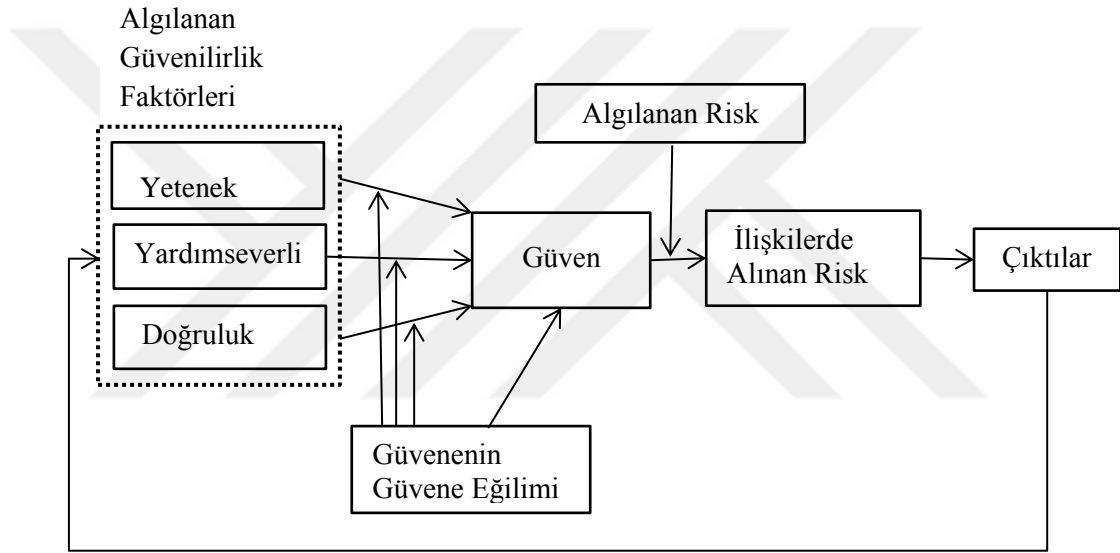 Algılanan
Güvenilirlik
Faktörleri
Algılanan Risk
Yetenek
Yardımseverli
Doğruluk
Güven
İlişkilerde
Alınan Risk
Çıktılar
Güvenenin
Güvene Eğilimi